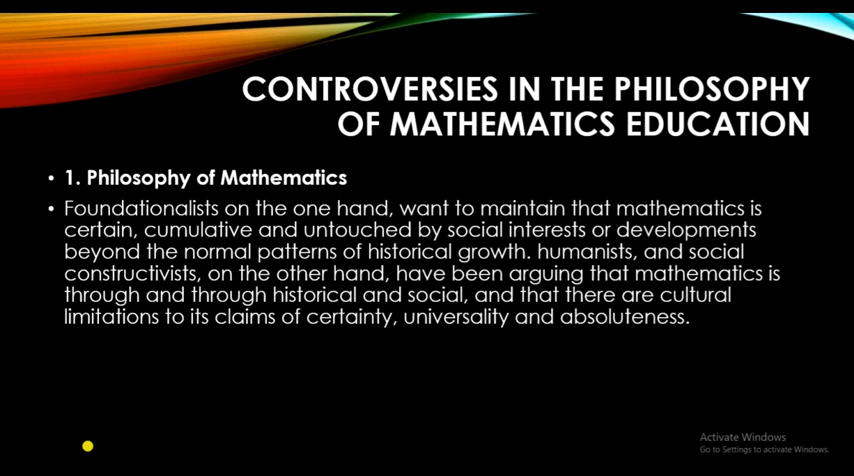 CONTROVERSIES IN THE PHILOSOPHY
OF MATHEMATICS EDUCATION
• 1. Philosophy of Mathematics
• Foundationalists on the one hand, want to maintain that mathematics is
certain, cumulative and untouched by social interests or developments
beyond the normal patterns of historical growth. humanists, and social
constructivists, on the other hand, have been arguing that mathematics is
through and through historical and social, and that there are cultural
limitations to its claims of certainty, universality and absoluteness.
Activate Windows
Go to Settings to activate Windows.